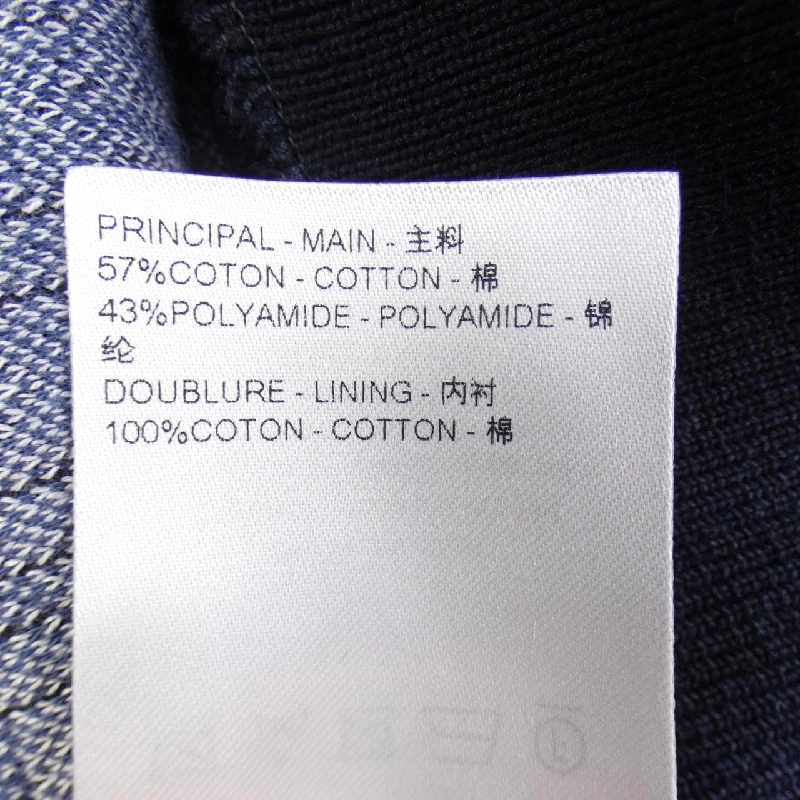 PRINCIPAL - MAIN - 主料
57%COTON - COTTON - 棉
43%POLYAMIDE - POLYAMIDE - 锦
纶
DOUBLURE - LINING - 内衬
100%COTON - COTTON - 棉